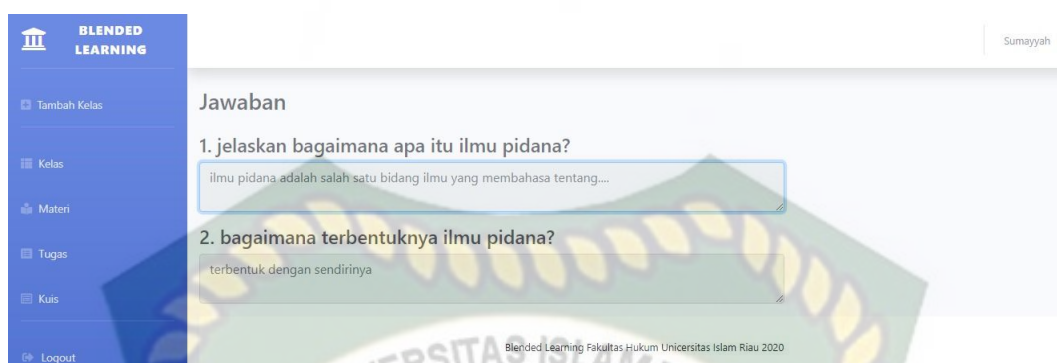 BLENDED
LEARNING
Sumayyah
Tambah Kelas
Kelas
Materi
Tugas
Kuis
Logout
Jawaban
1. jelaskan bagaimana apa itu ilmu pidana?
ilmu pidana adalah salah satu bidang ilmu yang membahasa tentang....
2. bagaimana terbentuknya ilmu pidana?
terbentuk dengan sendirinya
Blended Learning Fakultas Hukum Unicersitas Islam Riau 2020